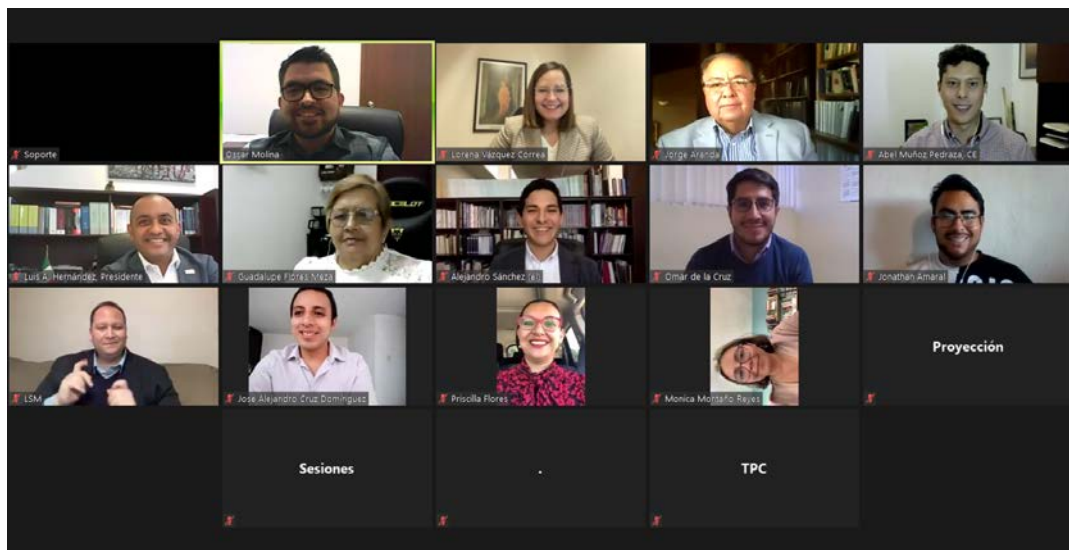 Soporte
Oscar Molina
Lorena Vázquez Correa
Jorge Aranda
Abel Muñoz Pedraza, CE
Luis A. Hernández, Presidente
Guadalupe Flores Meza
Alejandro Sánchez (él)
Omar de la Cruz
Jonathan Amaral
LSM
José Alejandro Cruz Domínguez
Priscilla Flores
Monica Montaño Reyes
Proyección
Sesiones
.
TPC